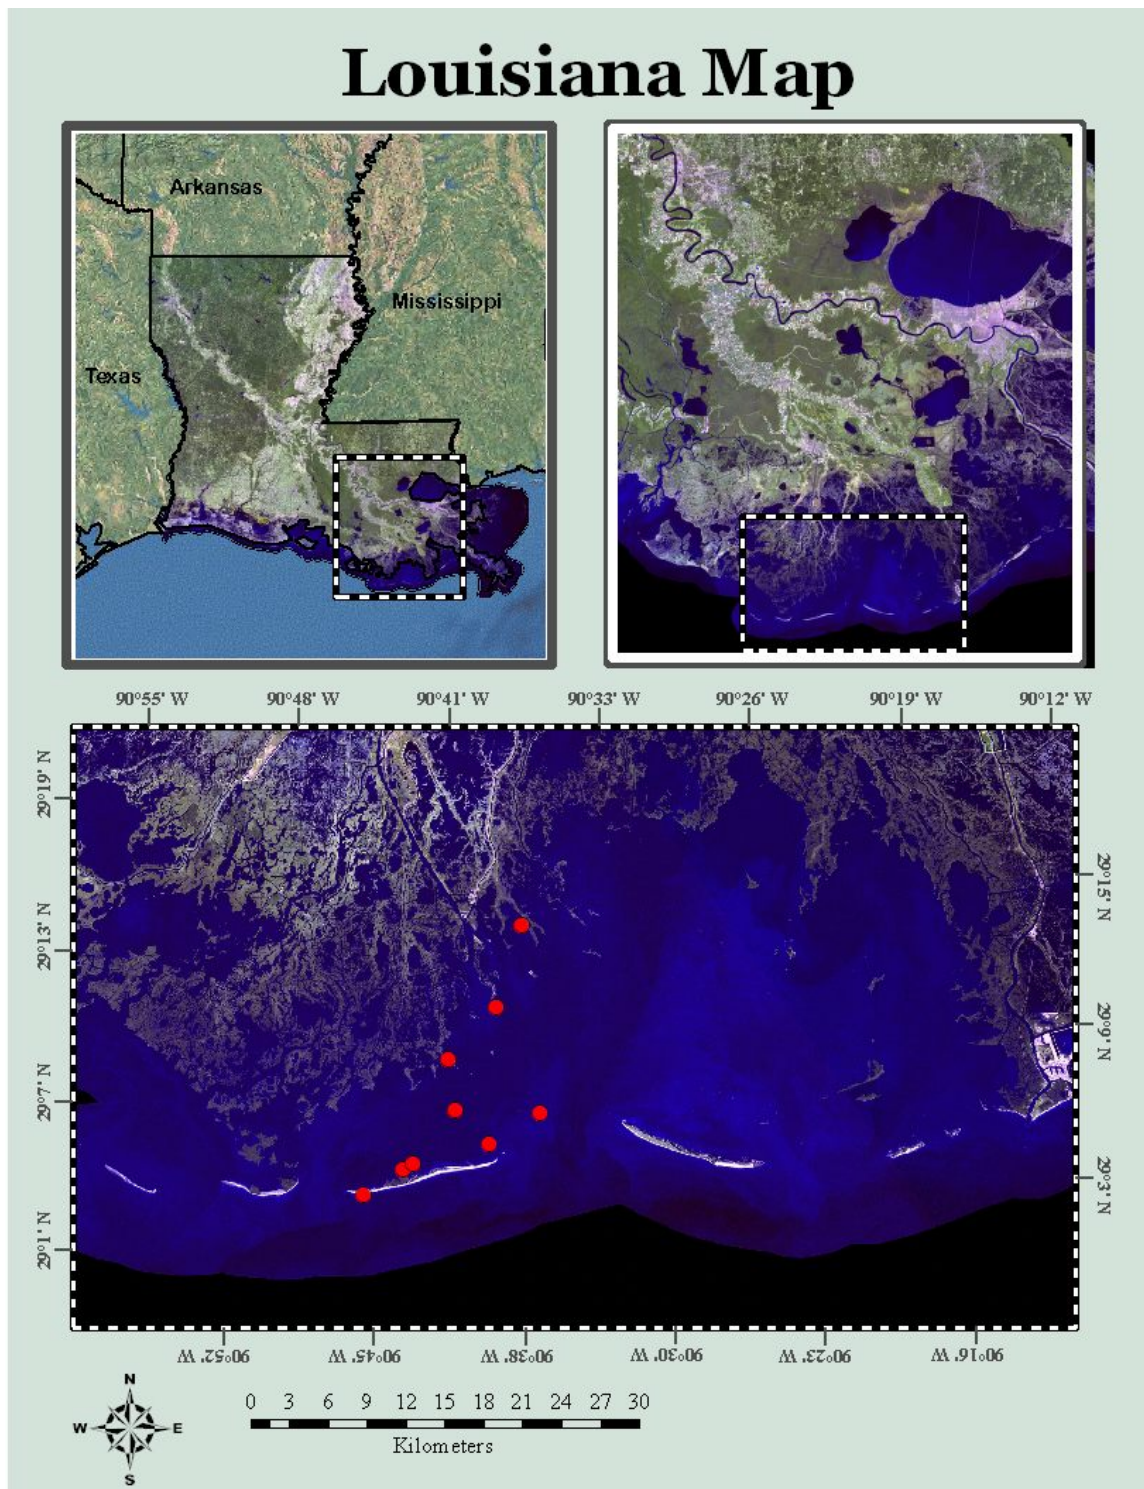 Louisiana Map
Arkansas
Mississippi
Texas
90°55' W 90°48' W 90°41' W 90°33' W 90°26' W 90°19' W 90°12' W
29°19' N
29°15' N
29°13' N
29°9' N
29°7' N
29°3' N
29°1' N
90°52' W 90°45' W 90°38' W 90°30' W 90°23' W 90°16' W
N
W E
S
0 3 6 9 12 15 18 21 24 27 30
Kilometers